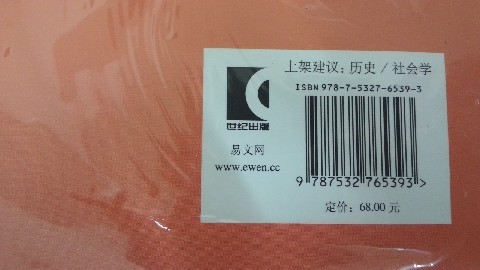 上架建议：历史／社会学
ISBN 978-7-5327-6539-3
世纪出版
易文网
www.ewen.cc
9 787532 765393>
定价：68.00 元